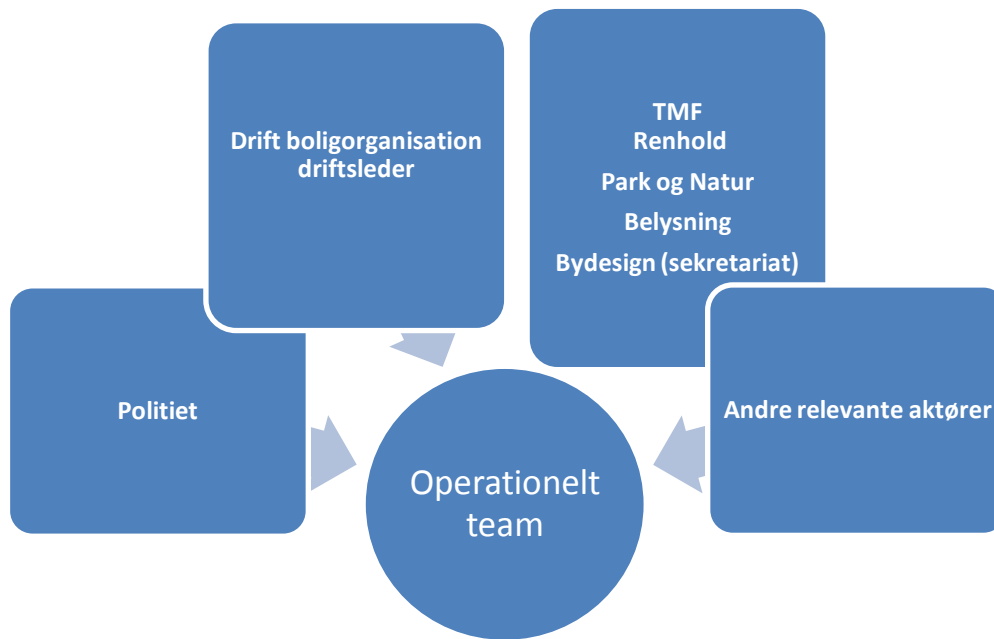 Drift boligorganisation
driftsleder
TMF
Renhold
Park og Natur
Belysning
Bydesign (sekretariat)
Politiet
Andre relevante aktører
Operationelt
team